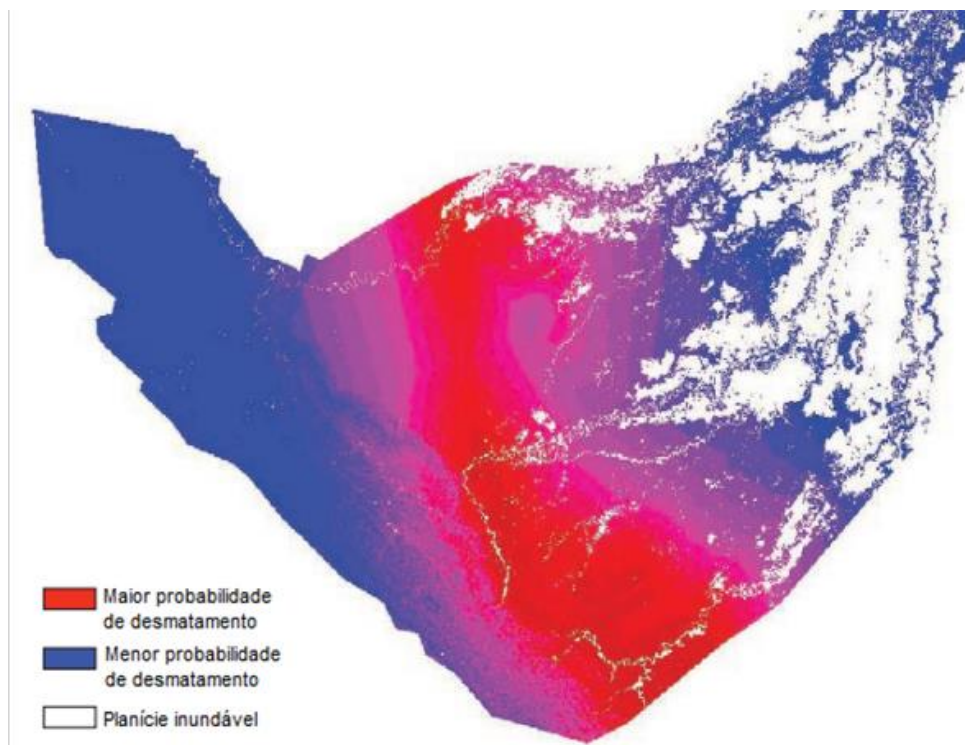 Maior probabilidade
de desmatamento
Menor probabilidade
de desmatamento
Planície inundável